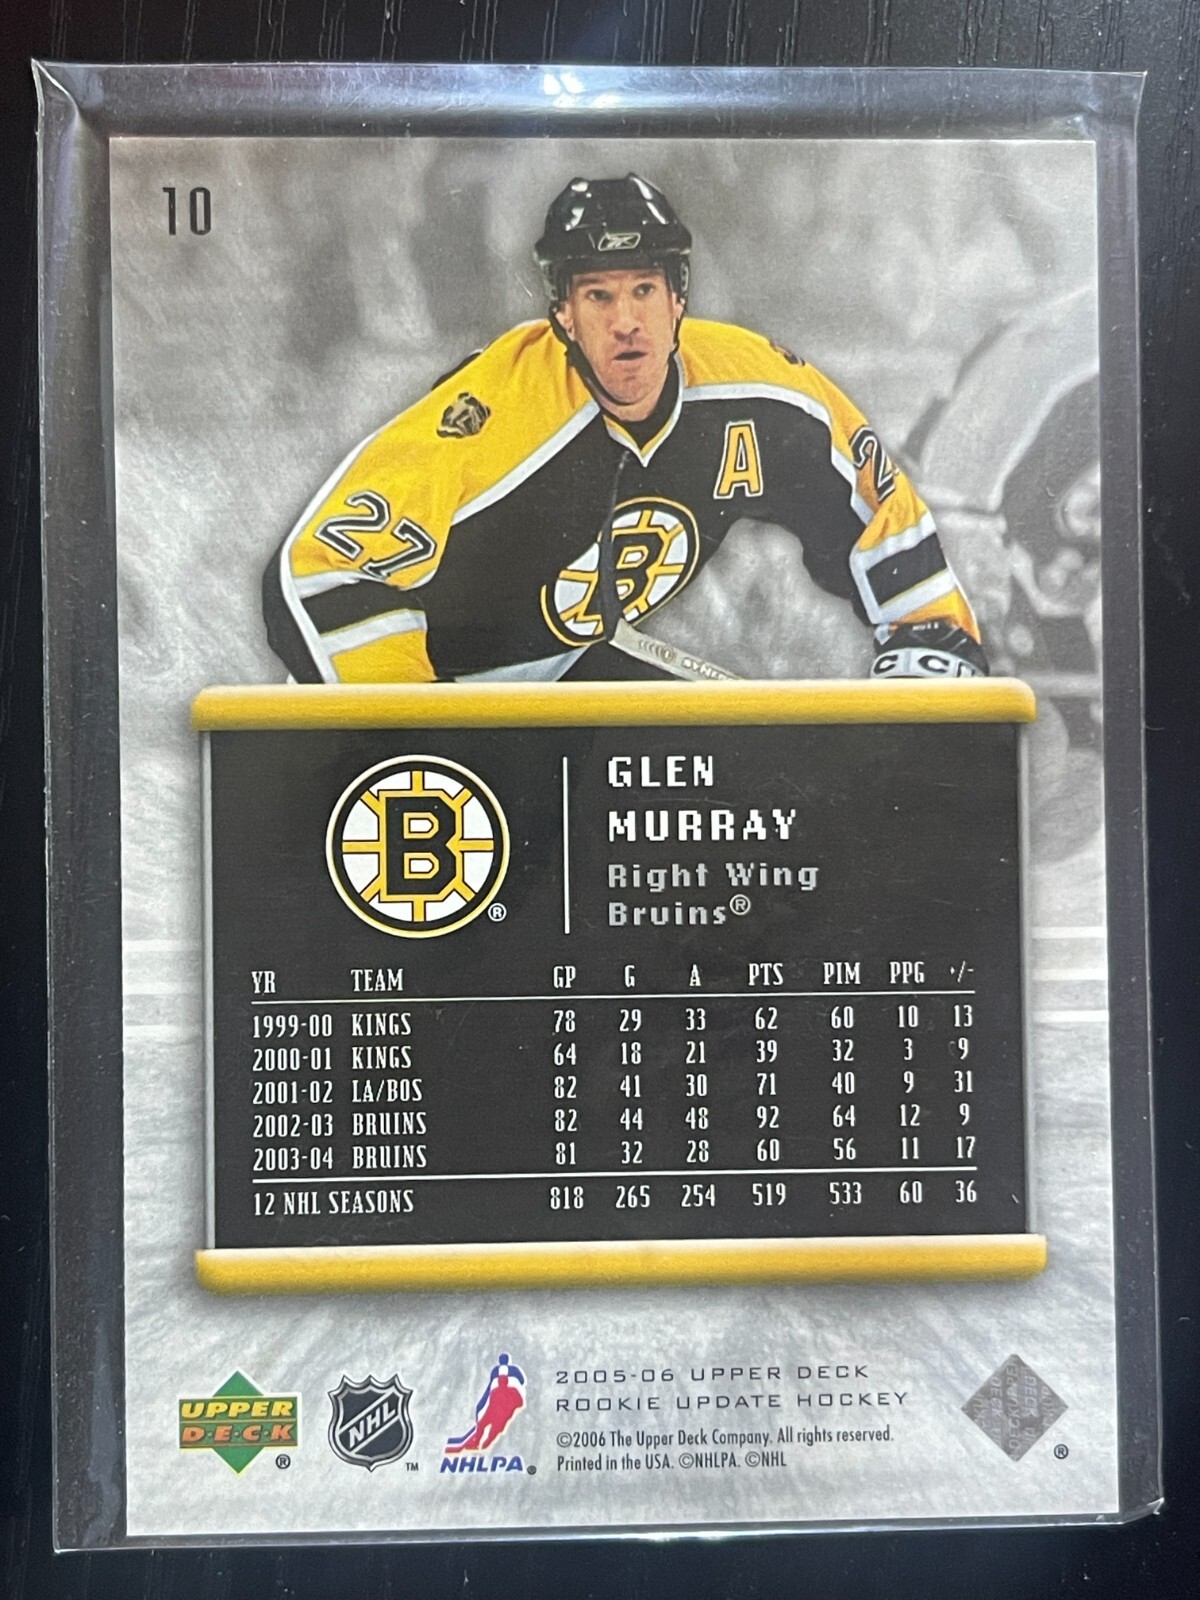 10
A
27
2
B
CC
SYNER
GLEN
MURRAY
Right Wing
Bruins®
B
®
YR TEAM GP G A PTS PIM PPG +/-
1999-00 KINGS 78 29 33 62 60 10 13
2000-01 KINGS 64 18 21 39 32 3 9
2001-02 LA/BOS 82 41 30 71 40 9 31
2002-03 BRUINS 82 44 48 92 64 12 9
2003-04 BRUINS 81 32 28 60 56 11 17
12 NHL SEASONS 818 265 254 519 533 60 36
UPPER
D·E·C·K
®
NHL
TM
NHLPA®
2005-06 UPPER DECK
ROOKIE UPDATE HOCKEY
©2006 The Upper Deck Company. All rights reserved.
Printed in the USA. ©NHLPA. ©NHL
®